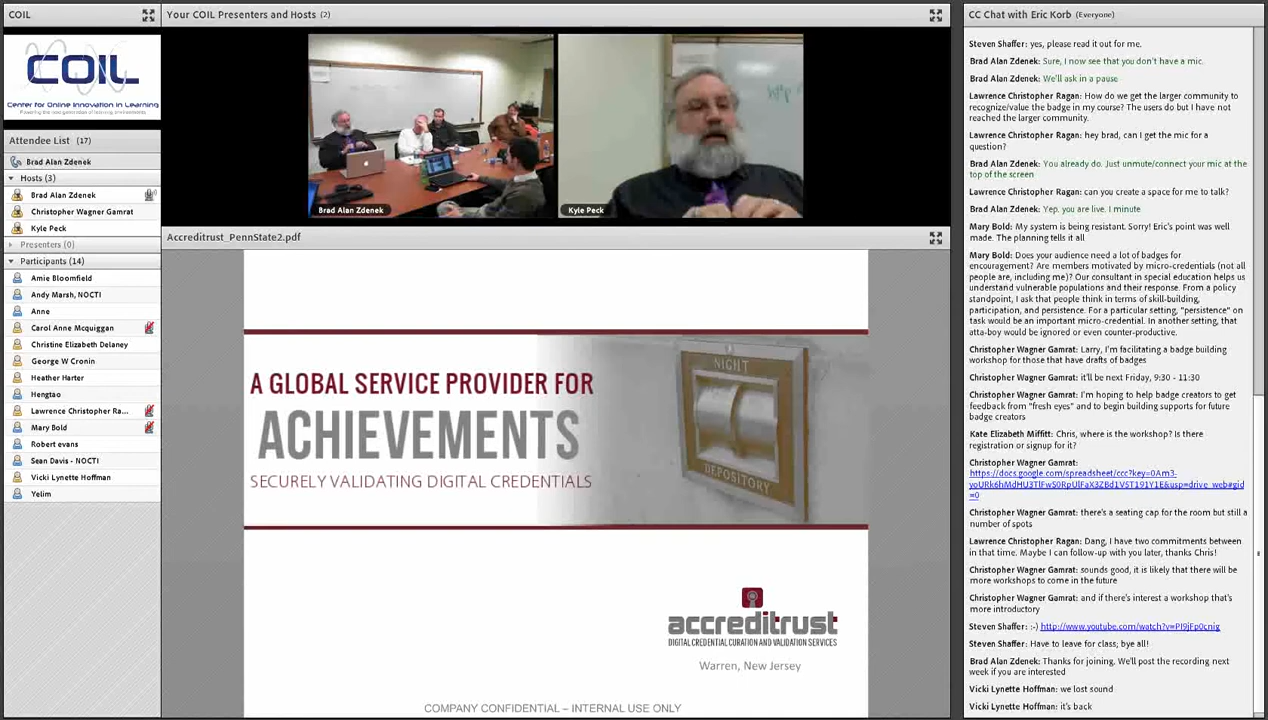 COIL
COIL
Center for Online Innovation in Learning
Attendee List (17)
Brad Alan Zdenek
Hosts (3)
Brad Alan Zdenek
Christopher Wagner Gamrat
Kyle Peck
Presenters (0)
Participants (14)
Amie Bloomfield
Andy Marsh, NOCTI
Anne
Carol Anne Mcquiggan
Christine Elizabeth Delaney
George W Cronin
Heather Harter
Hengtao
Lawrence Christopher Ra...
Mary Bold
Robert evans
Sean Davis - NOCTI
Vicki Lynette Hoffman
Yelim
Your COIL Presenters and Hosts (2)
Brad Alan Zdenek
Kyle Peck
Accreditrust_PennState2.pdf
A GLOBAL SERVICE PROVIDER FOR
ACHIEVEMENTS
SECURELY VALIDATING DIGITAL CREDENTIALS
NIGHT
DEPOSITORY
accreditrust
DIGITAL CREDENTIAL CURATION AND VALIDATION SERVICES
Warren, New Jersey
COMPANY CONFIDENTIAL – INTERNAL USE ONLY
CC Chat with Eric Korb (Everyone)
Steven Shaffer: yes, please read it out for me.
Brad Alan Zdenek: Sure, I now see that you don't have a mic.
Brad Alan Zdenek: We'll ask in a pause
Lawrence Christopher Ragan: How do we get the larger community
to recognize/value the badge in my course? The users do but I have not
reached the larger community.
Lawrence Christopher Ragan: hey brad, can I get the mic for a
question?
Brad Alan Zdenek: You already do. Just unmute/connect your mic at the
top of the screen
Lawrence Christopher Ragan: can you create a space for me to talk?
Brad Alan Zdenek: Yep. you are live. 1 minute
Mary Bold: My system is being resistant. Sorry! Eric's point was well
made. The planning tells it all
Mary Bold: Does your audience need a lot of badges for
encouragement? Are members motivated by micro-credentials (not all
people are, including me)? Our consultant in special education helps us
understand vulnerable populations and their response. From a policy
standpoint, I ask that people think in terms of skill-building,
participation, and persistence. For a particular setting, "persistence" on
task would be an important micro-credential. In another setting, that
atta-boy would be ignored or even counter-productive.
Christopher Wagner Gamrat: Larry, I'm facilitating a badge building
workshop for those that have drafts of badges
Christopher Wagner Gamrat: it'll be next Friday, 9:30 - 11:30
Christopher Wagner Gamrat: I'm hoping to help badge creators to get
feedback from "fresh eyes" and to begin building supports for future
badge creators
Kate Elizabeth Miffitt: Chris, where is the workshop? Is there
registration or signup for it?
Christopher Wagner Gamrat:
https://docs.google.com/spreadsheet/ccc?key=0Am3-
&usp=drive_web#gid
=0
Christopher Wagner Gamrat: there's a seating cap for the room but still a
number of spots
Lawrence Christopher Ragan: Dang, I have two commitments between
in that time. Maybe I can follow-up with you later, thanks Chris!
Christopher Wagner Gamrat: sounds good, it is likely that there will be
more workshops to come in the future
Christopher Wagner Gamrat: and if there's interest a workshop that's
more introductory
Steven Shaffer: :-) http://www.youtube.com/watch?v=PI9jFp0cnig
Steven Shaffer: Have to leave for class; bye all!
Brad Alan Zdenek: Thanks for joining. We'll post the recording next
week if you are interested
Vicki Lynette Hoffman: we lost sound
Vicki Lynette Hoffman: it's back